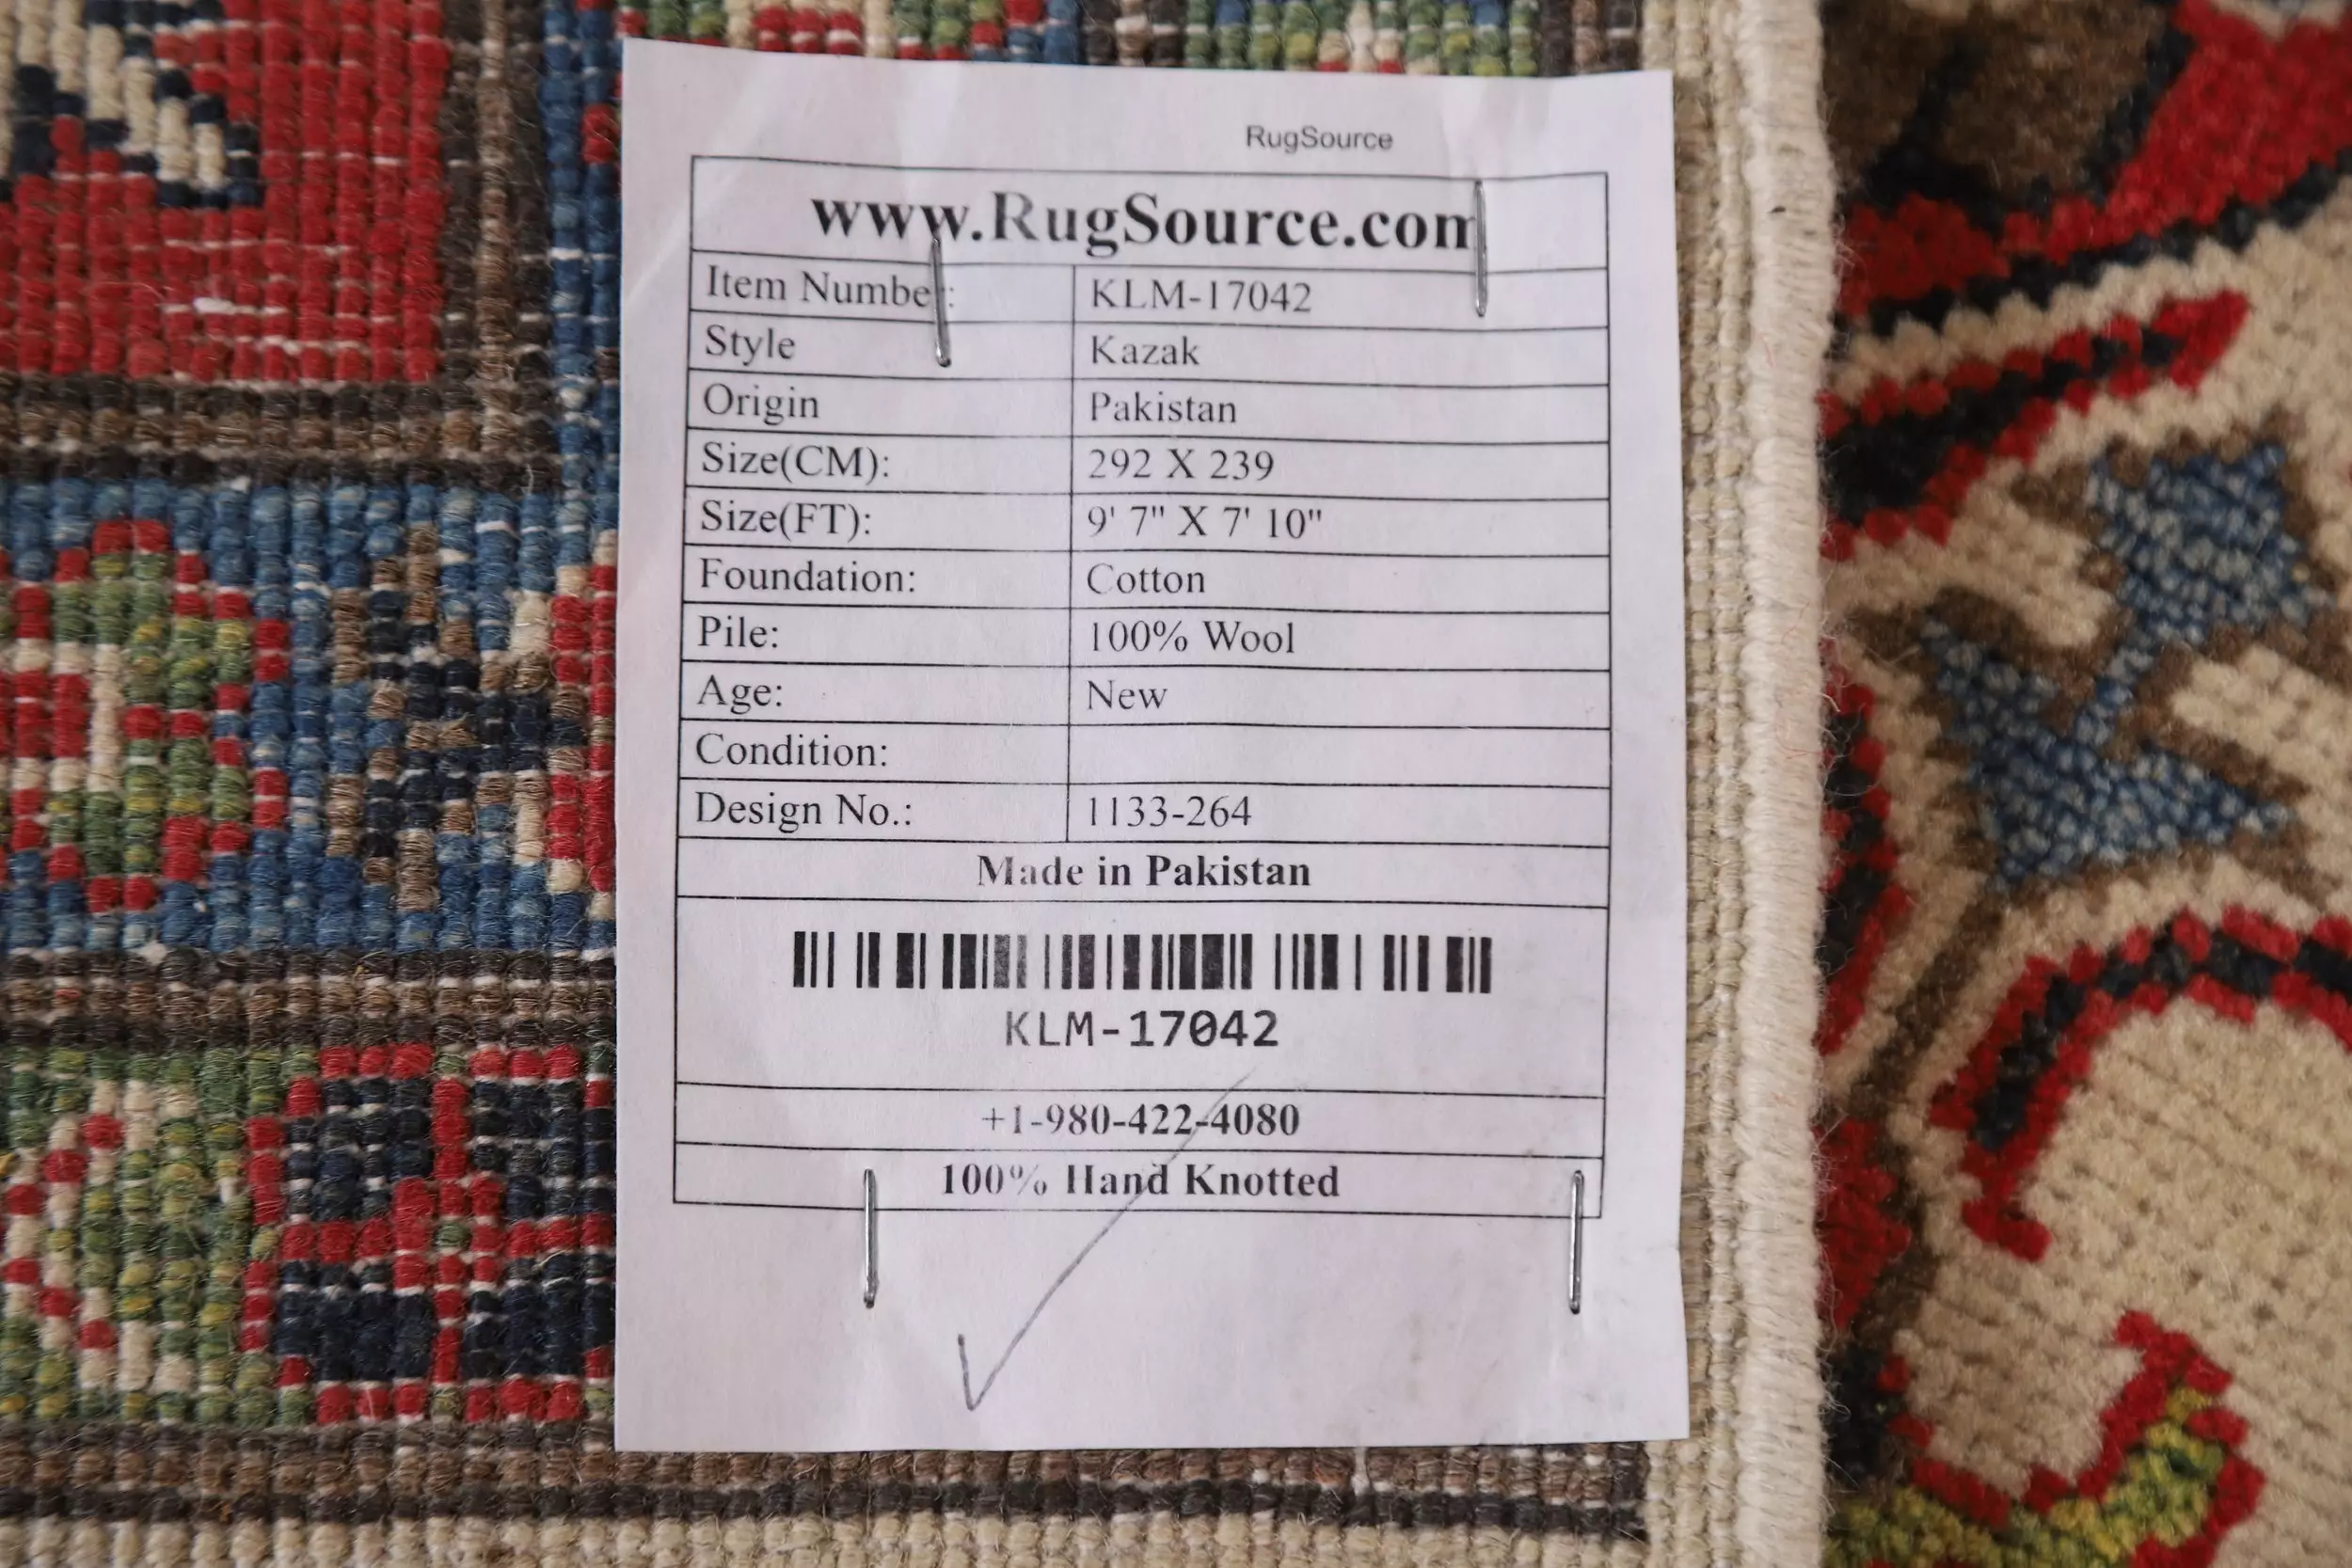 RugSource
www.RugSource.com
Item Number: KLM-17042
Style Kazak
Origin Pakistan
Size(CM): 292 X 239
Size(FT): 9' 7" X 7' 10"
Foundation: Cotton
Pile: 100% Wool
Age: New
Condition:
Design No.: 1133-264
Made in Pakistan
KLM-17042
+1-980-422-4080
100% Hand Knotted